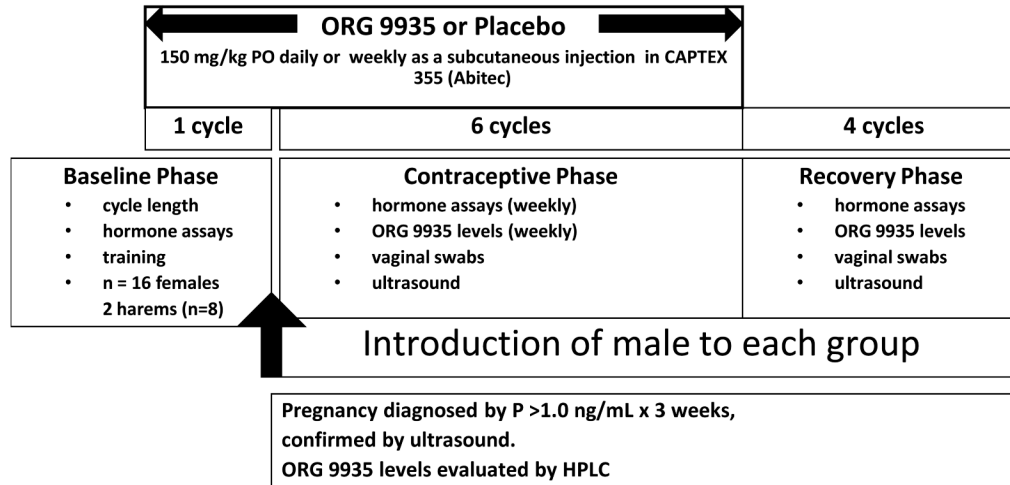 ORG 9935 or Placebo
150 mg/kg PO daily or weekly as a subcutaneous injection in CAPTEX
355 (Abitec)
1 cycle
6 cycles
4 cycles
Baseline Phase
• cycle length
• hormone assays
• training
• n = 16 females
2 harems (n=8)
Contraceptive Phase
• hormone assays (weekly)
• ORG 9935 levels (weekly)
• vaginal swabs
• ultrasound
Recovery Phase
• hormone assays
• ORG 9935 levels
• vaginal swabs
• ultrasound
Introduction of male to each group
Pregnancy diagnosed by P >1.0 ng/mL x 3 weeks,
confirmed by ultrasound.
ORG 9935 levels evaluated by HPLC